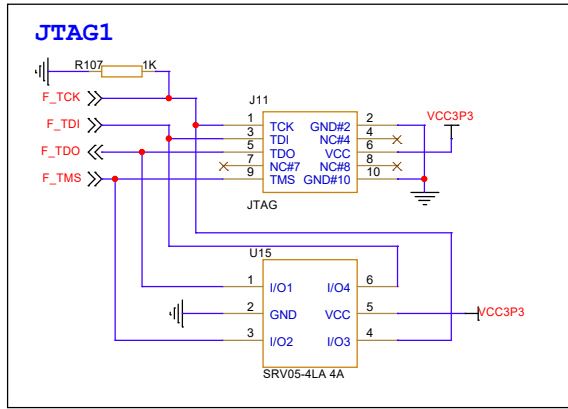 JTAG1
R107 1K
F_TCK
F_TDI
F_TDO
F_TMS
J11
1 TCK GND#2 2
3 TDI NC#4 4
5 TDO VCC 6
7 NC#7 NC#8 8
9 TMS GND#10 10
JTAG
VCC3P3
U15
1 I/O1 I/O4 6
2 GND VCC 5
3 I/O2 I/O3 4
SRV05-4LA 4A
VCC3P3